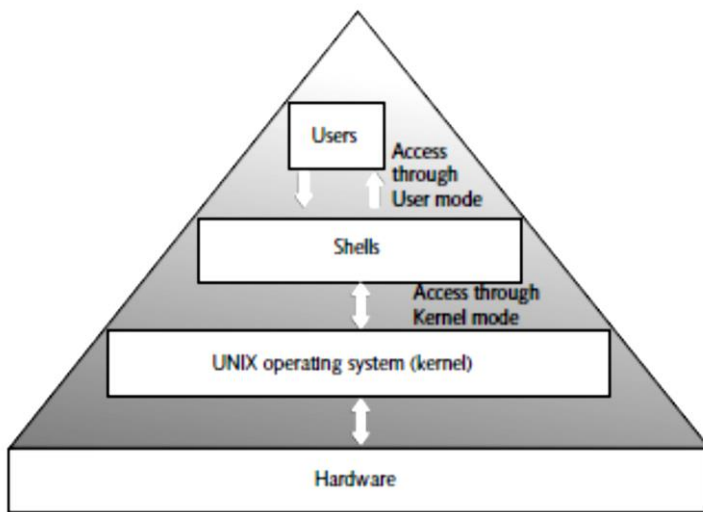 Users
Access
through
User mode
Shells
Access through
Kernel mode
UNIX operating system (kernel)
Hardware